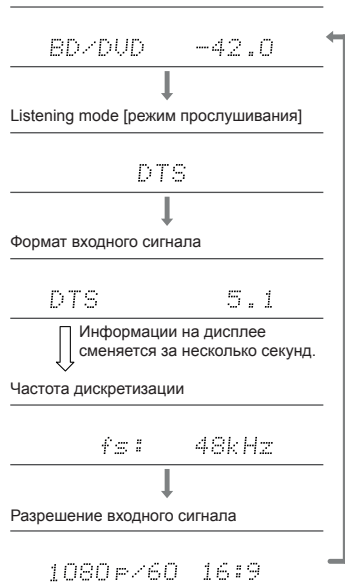 BD/DVD -42.0
Listening mode [режим прослушивания]
DTS
Формат входного сигнала
DTS 5.1
Информации на дисплее
сменяется за несколько секунд.
Частота дискретизации
fs: 48kHz
Разрешение входного сигнала
1080p/60 16:9